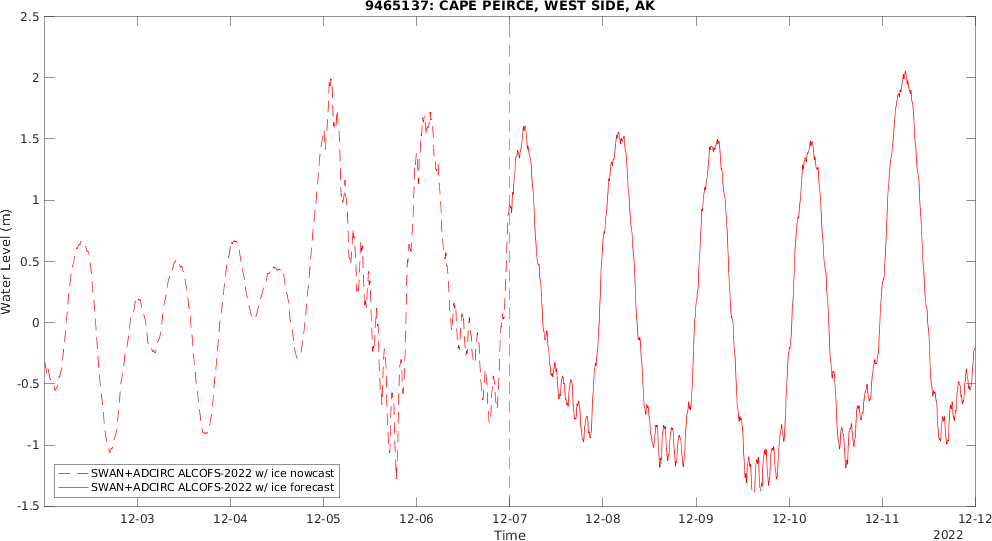 9465137: CAPE PEIRCE, WEST SIDE, AK
2.5
2
1.5
1
0.5
0
-0.5
-1
-1.5
Water Level (m)
SWAN+ADCIRC ALCOFS-2022 w/ ice nowcast
SWAN+ADCIRC ALCOFS-2022 w/ ice forecast
12-03 12-04 12-05 12-06 12-07 12-08 12-09 12-10 12-11 12-12
Time
2022